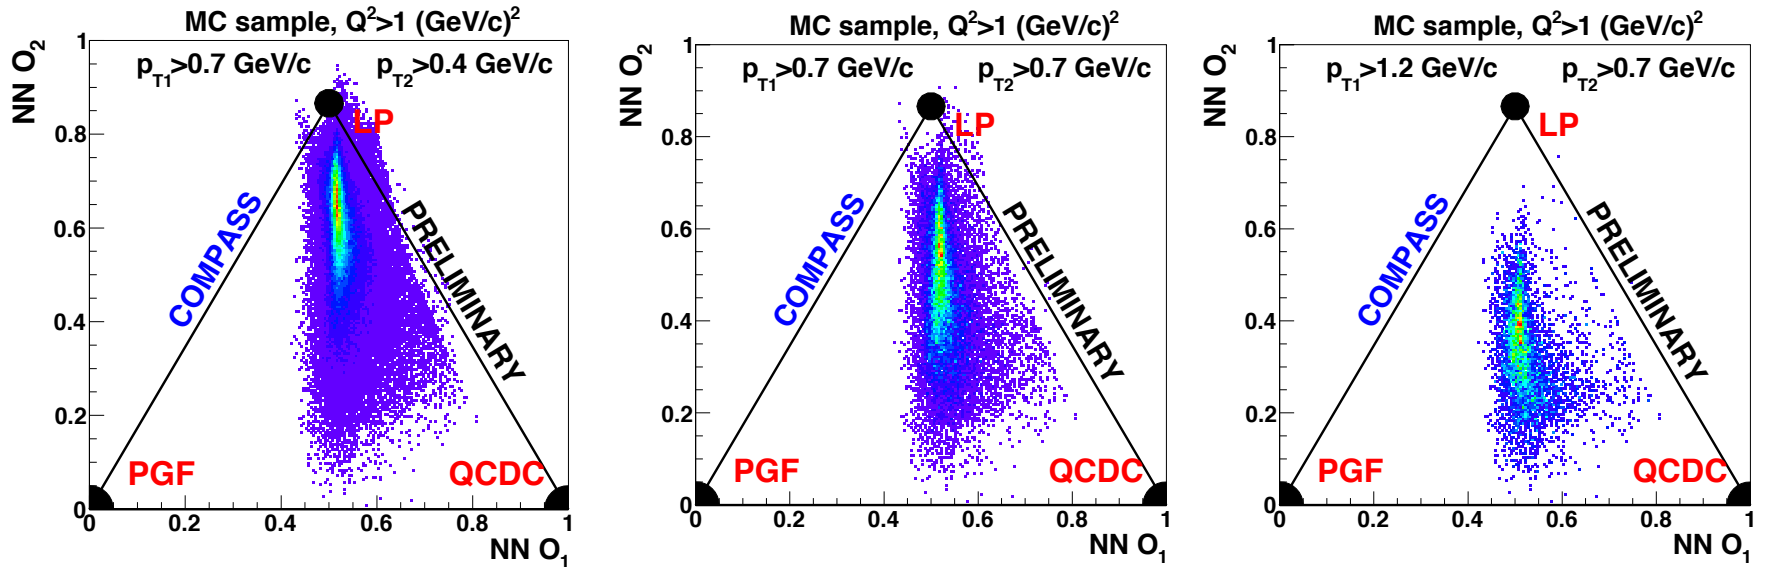 MC sample, Q²>1 (GeV/c)²
p_T1>0.7 GeV/c p_T2>0.4 GeV/c
NN O₂
1
0.8
0.6
0.4
0.2
0
LP
COMPASS
PRELIMINARY
PGF
QCDC
0 0.2 0.4 0.6 0.8 1
NN O₁
MC sample, Q²>1 (GeV/c)²
p_T1>0.7 GeV/c p_T2>0.7 GeV/c
NN O₂
1
0.8
0.6
0.4
0.2
0
LP
COMPASS
PRELIMINARY
PGF
QCDC
0 0.2 0.4 0.6 0.8 1
NN O₁
MC sample, Q²>1 (GeV/c)²
p_T1>1.2 GeV/c p_T2>0.7 GeV/c
NN O₂
1
0.8
0.6
0.4
0.2
0
LP
COMPASS
PRELIMINARY
PGF
QCDC
0 0.2 0.4 0.6 0.8 1
NN O₁